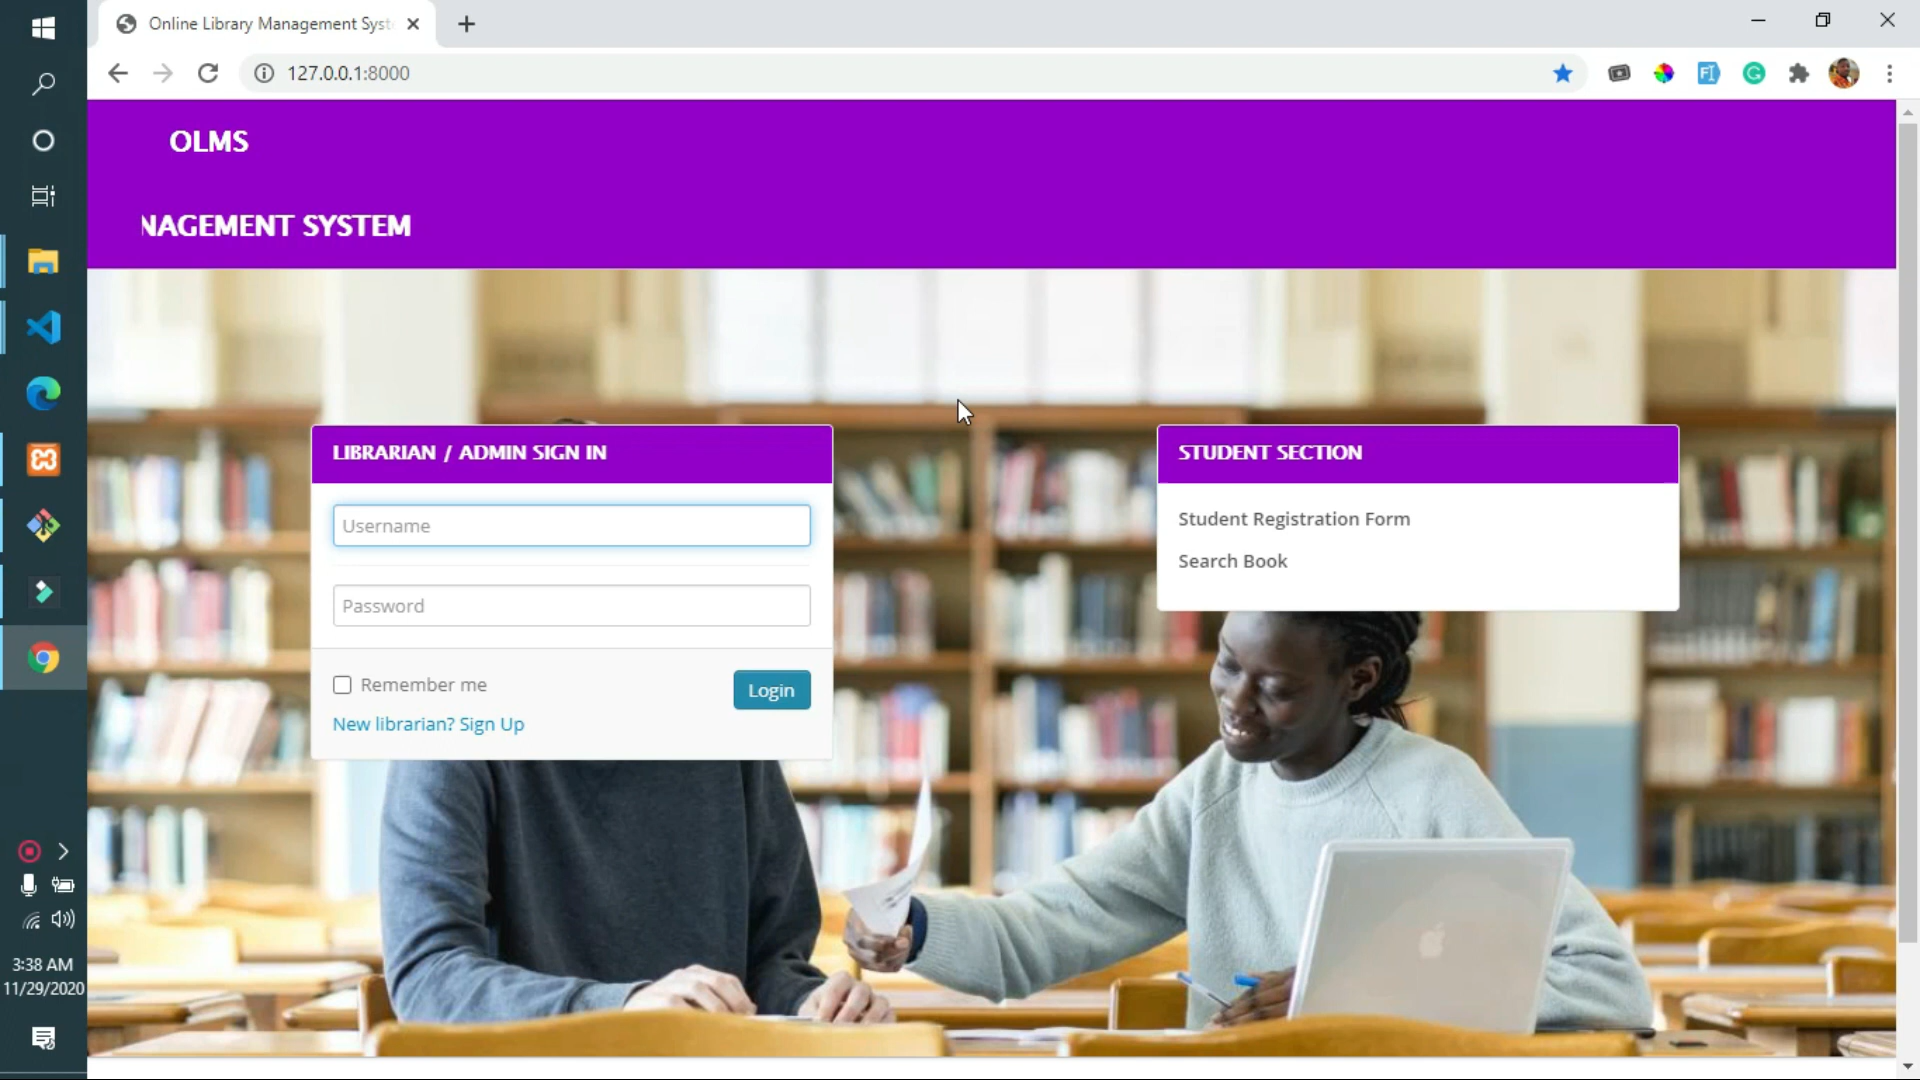 Online Library Management Syst
127.0.0.1:8000
OLMS
NAGEMENT SYSTEM
LIBRARIAN / ADMIN SIGN IN
Username
Password
Remember me
Login
New librarian? Sign Up
STUDENT SECTION
Student Registration Form
Search Book
3:38 AM
11/29/2020